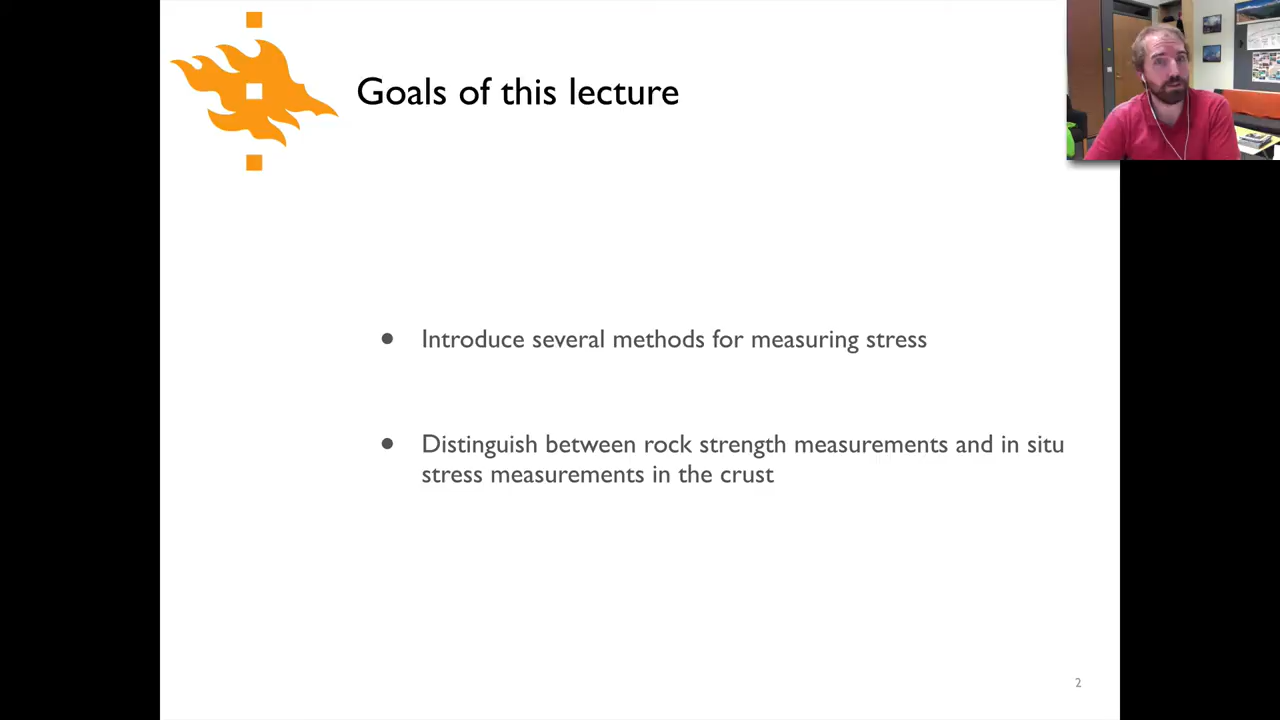 Goals of this lecture
● Introduce several methods for measuring stress
● Distinguish between rock strength measurements and in situ
stress measurements in the crust
2